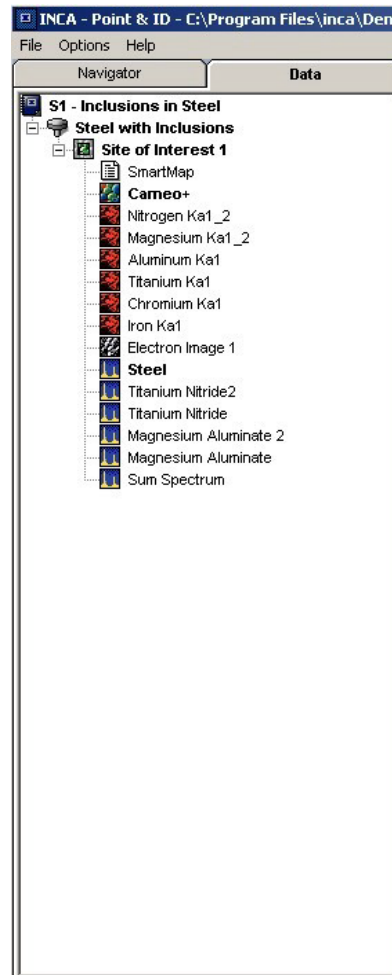 INCA - Point & ID - C:\Program Files\inca\Den
File Options Help
Navigator Data
S1 - Inclusions in Steel
Steel with Inclusions
Site of Interest 1
SmartMap
Cameo+
Nitrogen Ka1_2
Magnesium Ka1_2
Aluminum Ka1
Titanium Ka1
Chromium Ka1
Iron Ka1
Electron Image 1
Steel
Titanium Nitride2
Titanium Nitride
Magnesium Aluminate 2
Magnesium Aluminate
Sum Spectrum